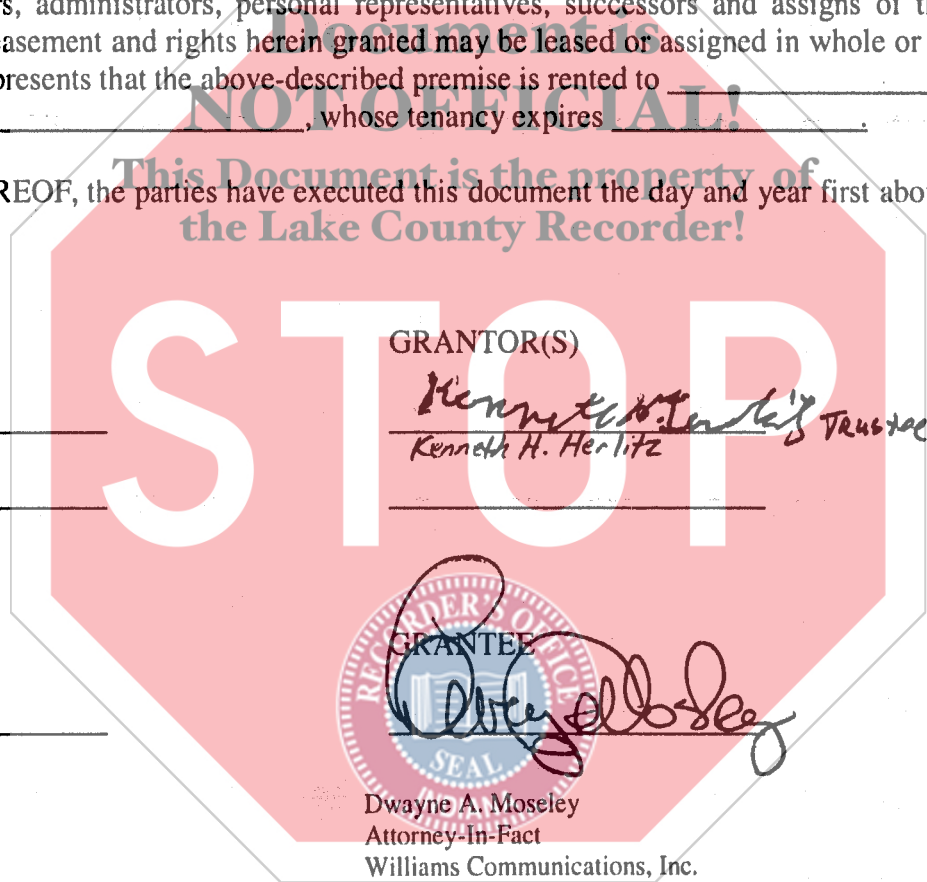 rs, administrators, personal representatives, successors and assigns of th
Document is
easement and rights herein granted may be leased or assigned in whole or
presents that the above-described premise is rented to
NOT OFFICIAL!
, whose tenancy expires .
This Document is the property of
REOF, the parties have executed this document the day and year first abo
the Lake County Recorder!
STOP
GRANTOR(S)
Kenneth H. Herlitz Trustee
Kenneth H. Herlitz
RECORDER'S OFFICE
GRANTEE
SEAL
INDIANA
Dwayne A. Moseley
Attorney-In-Fact
Williams Communications, Inc.